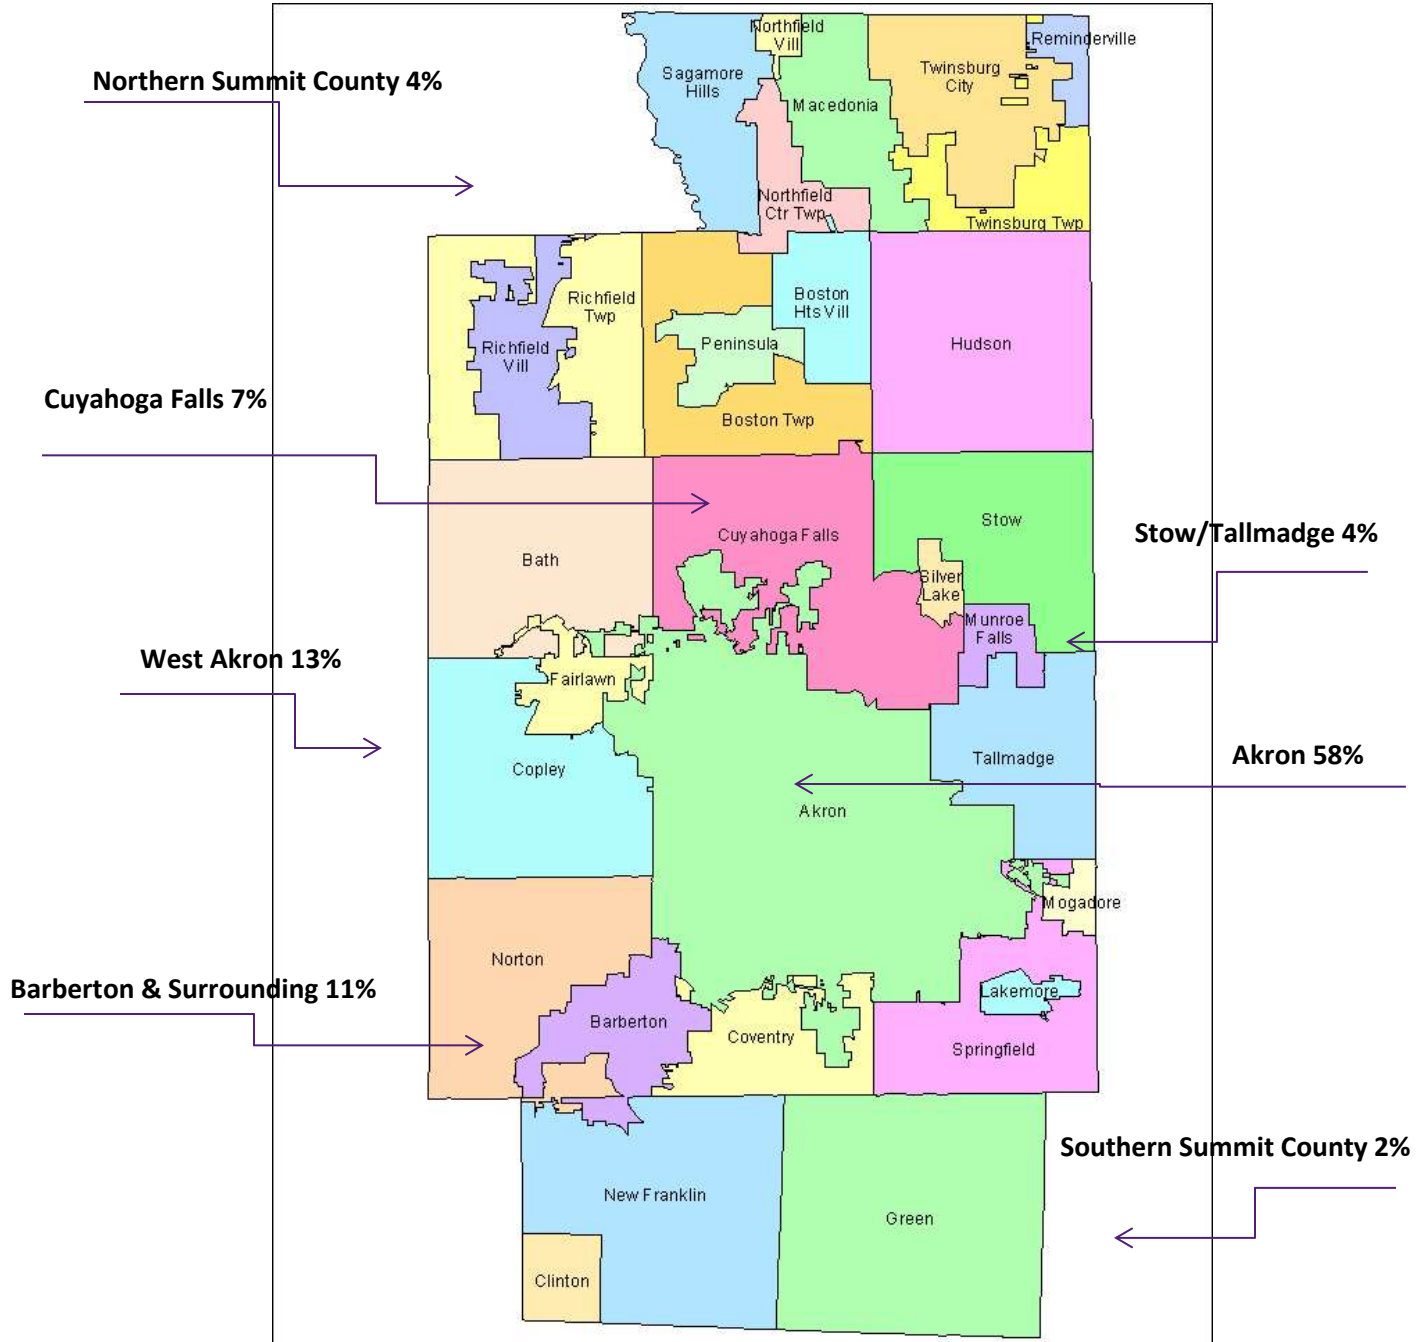 Northern Summit County 4%
Northfield
Vill
Reminderville
Sagamore
Hills
Twinsburg
City
Macedonia
Northfield
Ctr Twp
Twinsburg Twp
Richfield
Twp
Boston
Hts Vill
Richfield
Vill
Peninsula
Hudson
Cuyahoga Falls 7%
Boston Twp
Stow
Stow/Tallmadge 4%
Cuyahoga Falls
Bath
Silver
Lake
Munroe
Falls
West Akron 13%
Fairlawn
Copley
Tallmadge
Akron 58%
Akron
Mogadore
Norton
Barberton & Surrounding 11%
Lakemore
Barberton
Coventry
Springfield
Southern Summit County 2%
New Franklin
Green
Clinton